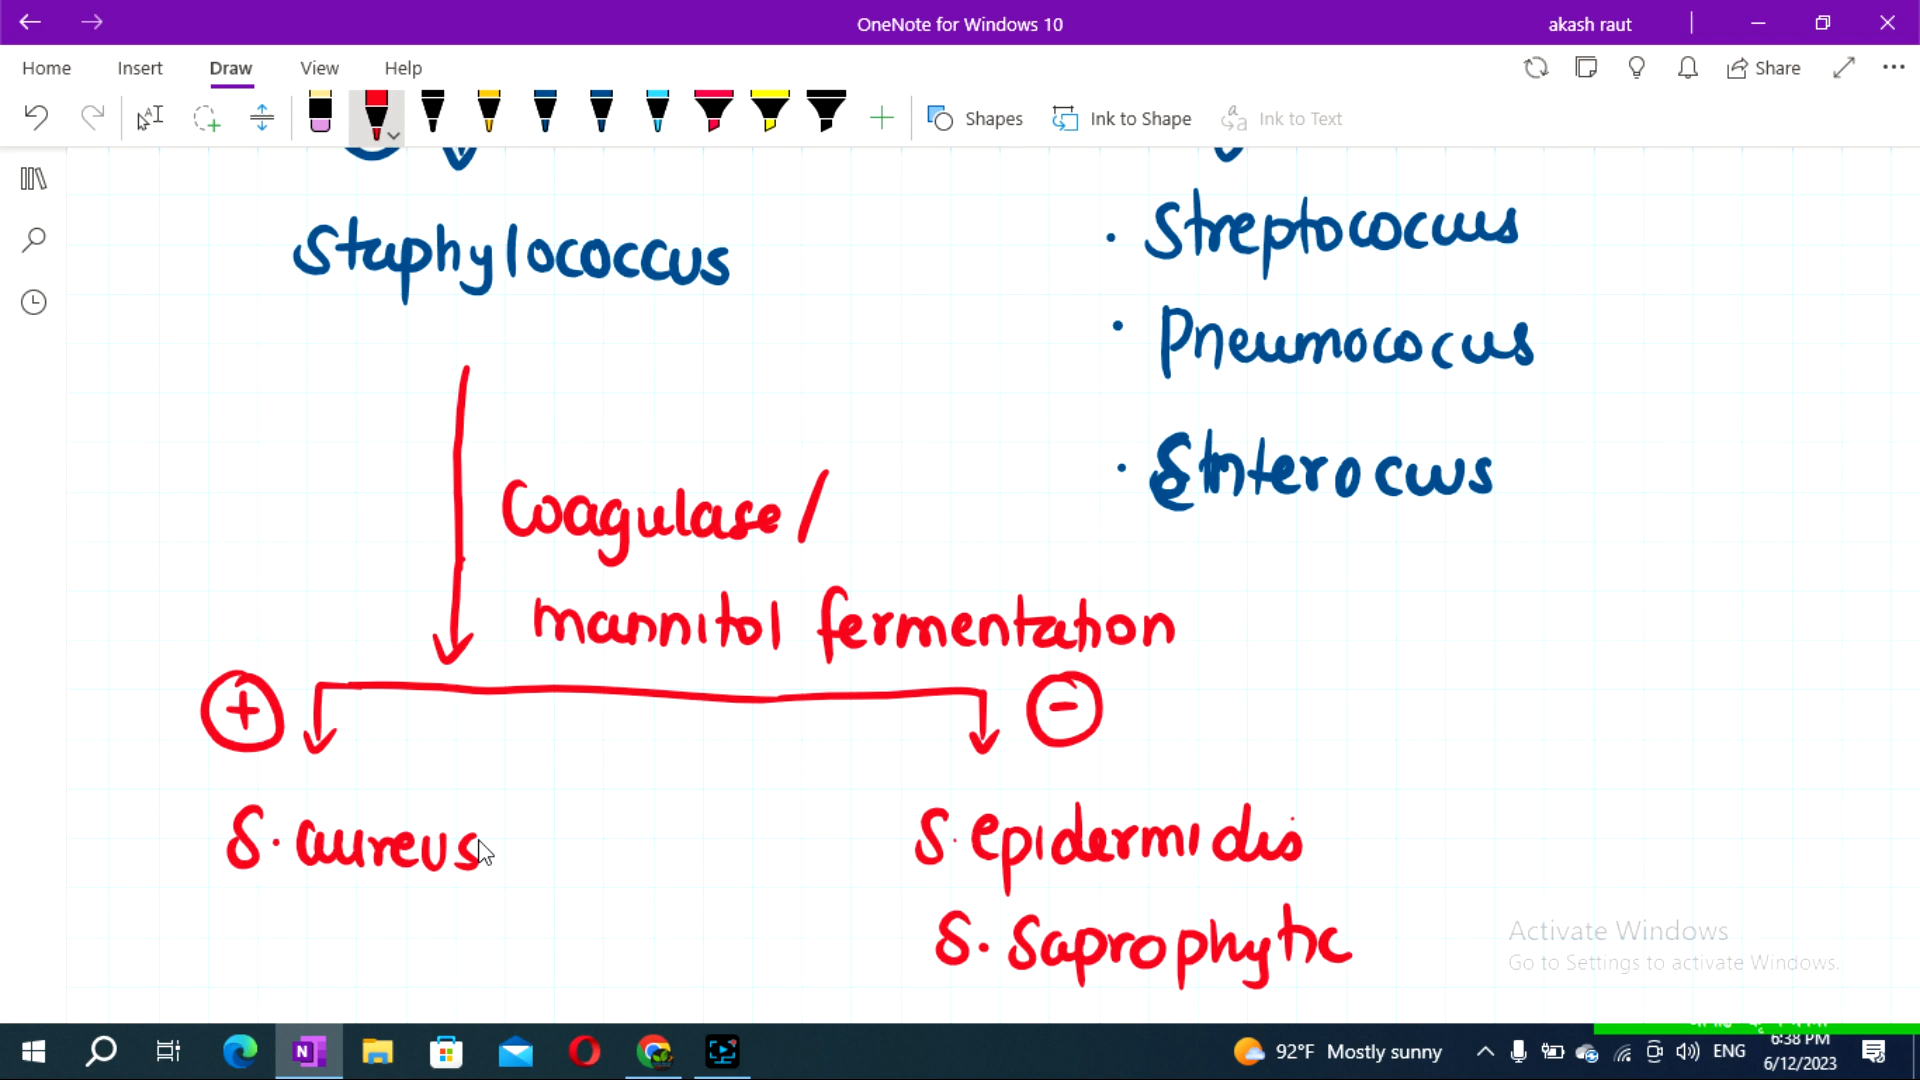 OneNote for Windows 10
akash raut
Home Insert Draw View Help
Share
Shapes
Ink to Shape
Ink to Text
Staphylococcus
• Streptococcus
• Pneumococus
• Enterocus
Coagulase /
mannitol fermentation
+
-
S. aureus
S. epidermidis
S. Saprophytic
Activate Windows
Go to Settings to activate Windows.
92°F Mostly sunny
ENG
6:38 PM
6/12/2023